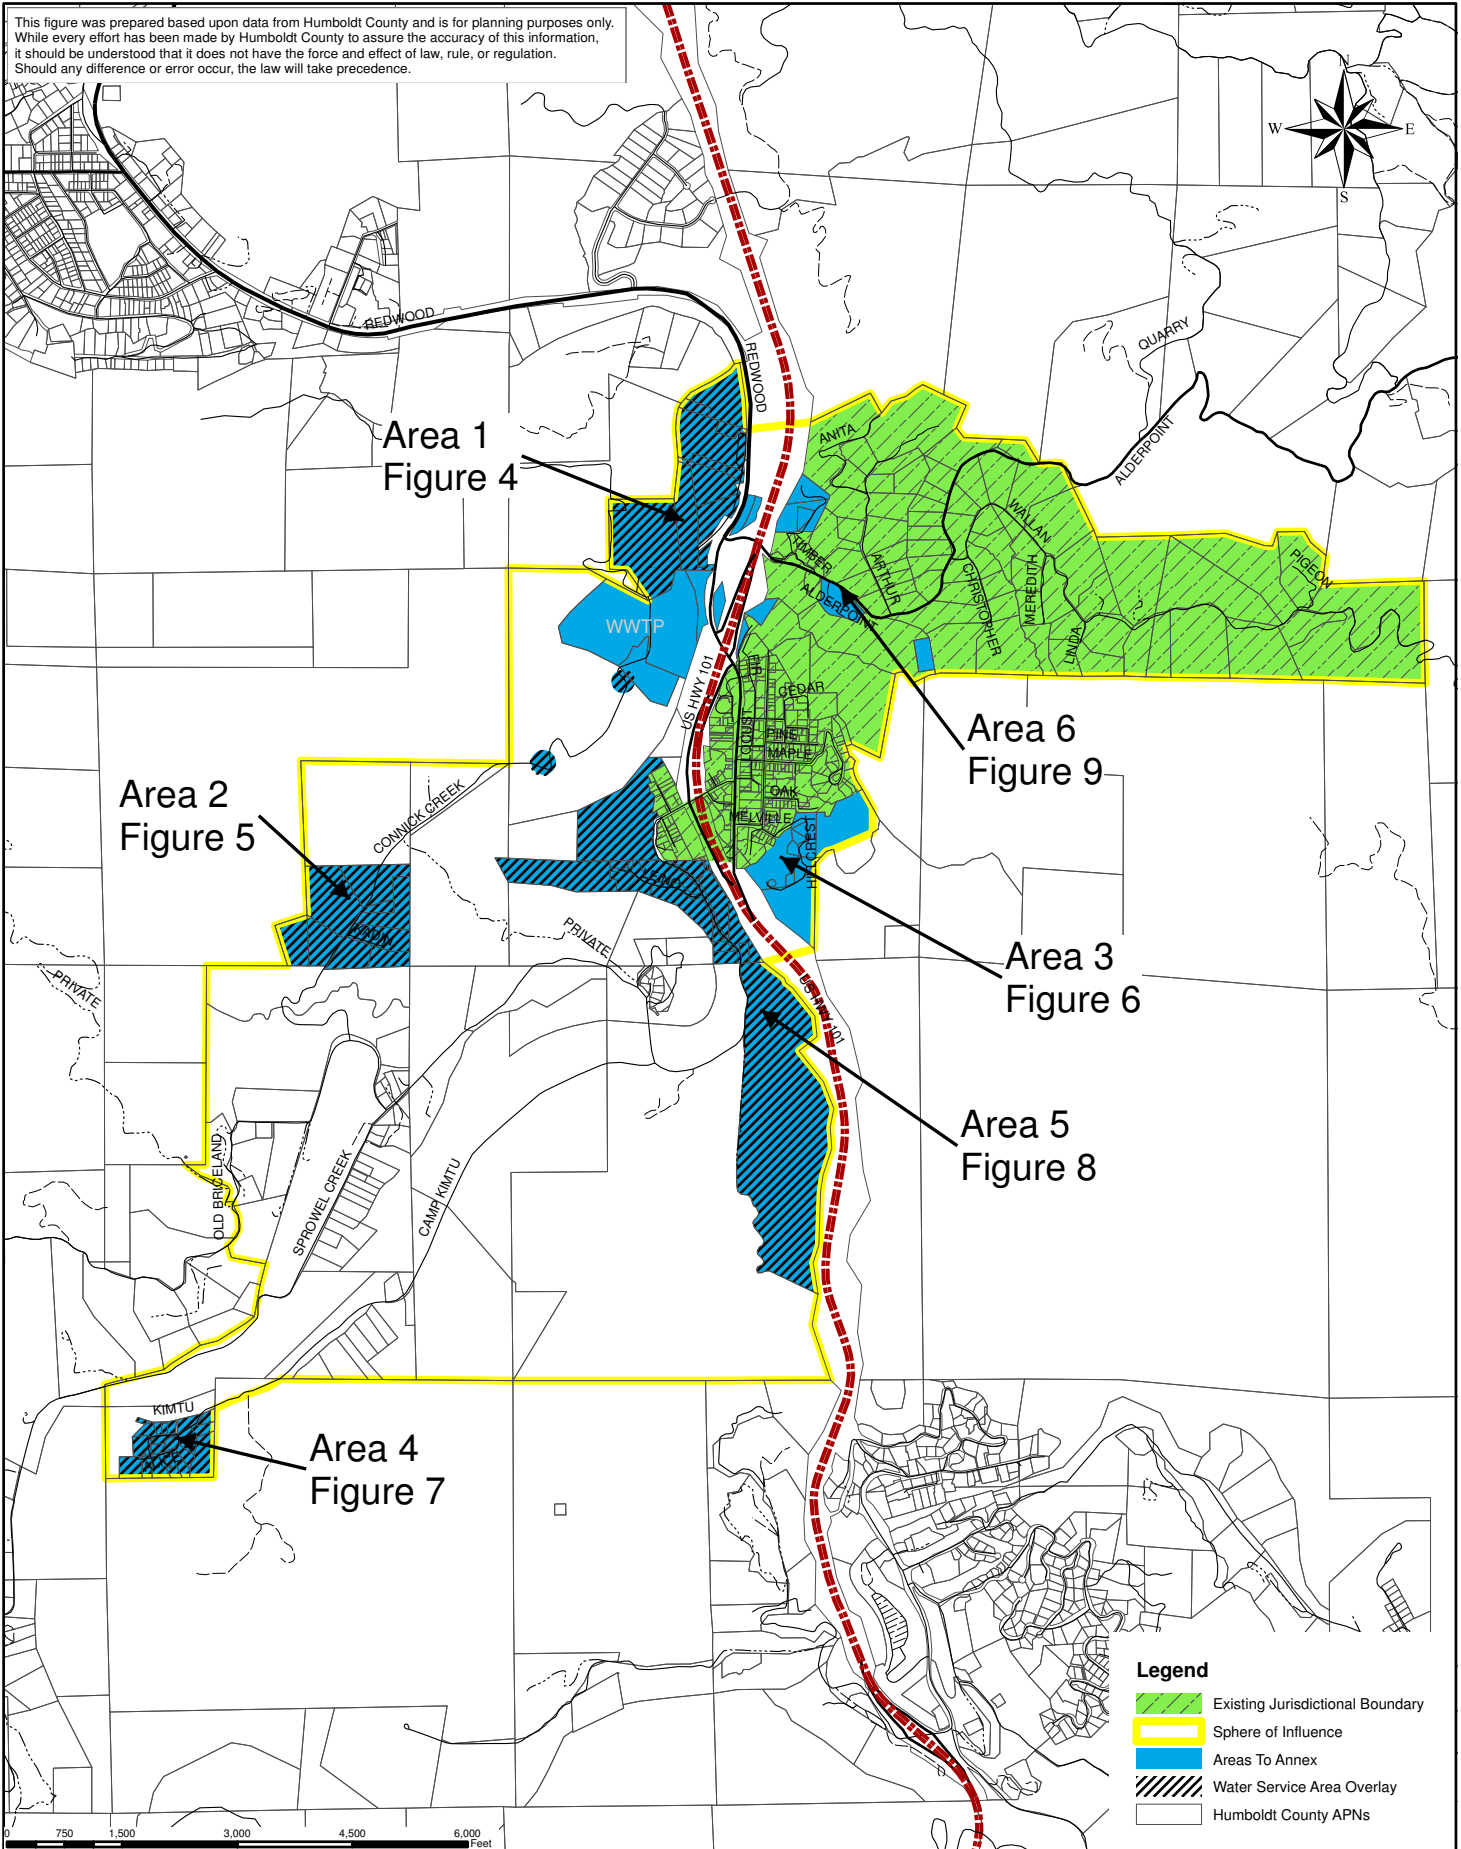 This figure was prepared based upon data from Humboldt County and is for planning purposes only.
While every effort has been made by Humboldt County to assure the accuracy of this information,
it should be understood that it does not have the force and effect of law, rule, or regulation.
Should any difference or error occur, the law will take precedence.
N
W
E
S
REDWOOD
REDWOOD
QUARRY
ALDERPOINT
Area 1
Figure 4
ANITA
WALLAN
TIMBER
ARTHUR
CHRISTOPHER
MEREDITH
PIGEON
ALDERPOINT
LINDA
WWTP
US HWY 101
FIR
CEDAR
LOCUST
PINE
MAPLE
Area 6
Figure 9
OAK
MELVILLE
HILLCREST
Area 2
Figure 5
CONNICK CREEK
PRIVATE
PRIVATE
Area 3
Figure 6
US HWY 101
Area 5
Figure 8
OLD BRICELAND
SPROWEL CREEK
CAMP KIMTU
KIMTU
Area 4
Figure 7
Legend
Existing Jurisdictional Boundary
Sphere of Influence
Areas To Annex
Water Service Area Overlay
Humboldt County APNs
0 750 1,500 3,000 4,500 6,000
Feet